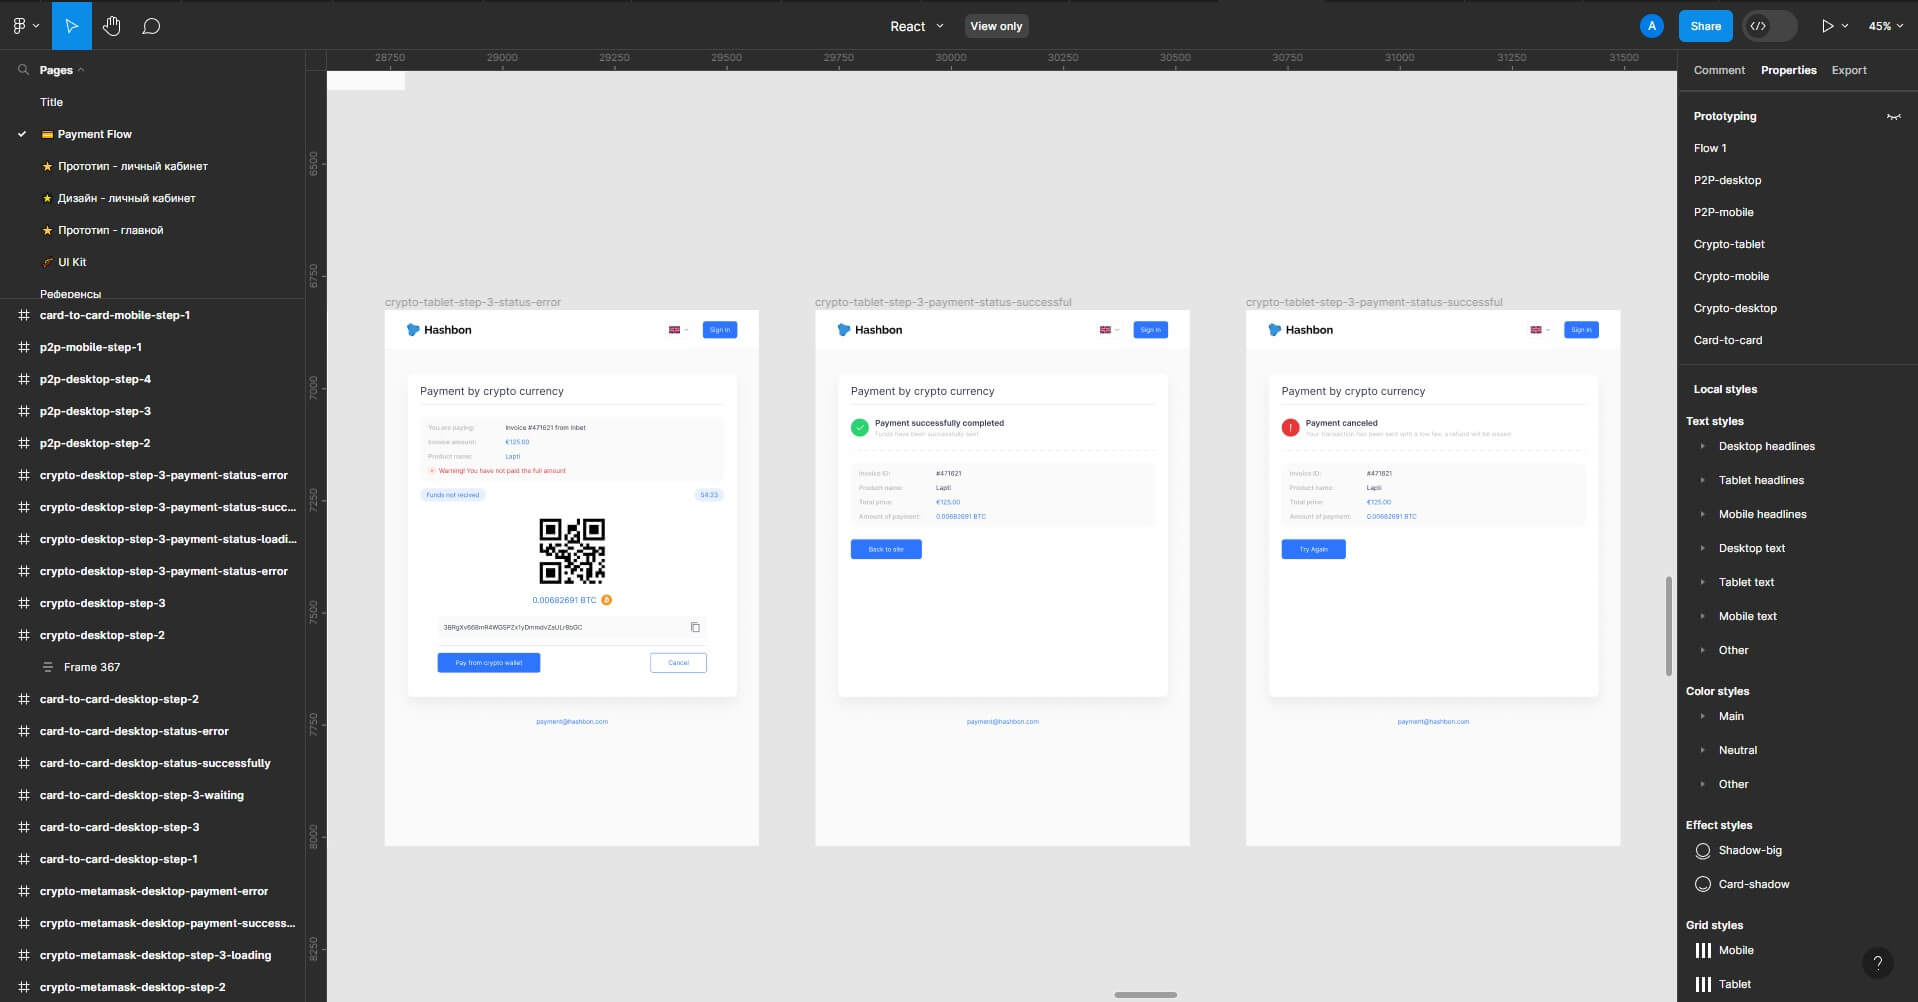 React
View only
A
Share
45%
Pages
Title
Payment Flow
Прототип - личный кабинет
Дизайн - личный кабинет
Прототип - главной
UI Kit
Референсы
card-to-card-mobile-step-1
p2p-mobile-step-1
p2p-desktop-step-4
p2p-desktop-step-3
p2p-desktop-step-2
crypto-desktop-step-3-payment-status-error
crypto-desktop-step-3-payment-status-succ...
crypto-desktop-step-3-payment-status-loadi...
crypto-desktop-step-3-payment-status-error
crypto-desktop-step-3
crypto-desktop-step-2
Frame 367
card-to-card-desktop-step-2
card-to-card-desktop-status-error
card-to-card-desktop-status-successfully
card-to-card-desktop-step-3-waiting
card-to-card-desktop-step-3
card-to-card-desktop-step-1
crypto-metamask-desktop-payment-error
crypto-metamask-desktop-payment-success...
crypto-metamask-desktop-step-3-loading
crypto-metamask-desktop-step-2
28750 29000 29250 29500 29750 30000 30250 30500 30750 31000 31250 31500
6500
6750
7000
7250
7500
7750
8000
8250
crypto-tablet-step-3-status-error
Hashbon
Sign in
Payment by crypto currency
You are paying: Invoice #471621 from Inbet
Invoice amount: €125.00
Product name: Lapti
Warning! You have not paid the full amount
Funds not recived
54:33
0.00682691 BTC
Pay from crypto wallet
Cancel
payment@hashbon.com
crypto-tablet-step-3-payment-status-successful
Hashbon
Sign in
Payment by crypto currency
Payment successfully completed
Funds have been successfully sent
Invoice ID: #471621
Product name: Lapti
Total price: €125.00
Amount of payment: 0.00682691 BTC
Back to site
payment@hashbon.com
crypto-tablet-step-3-payment-status-successful
Hashbon
Sign in
Payment by crypto currency
Payment canceled
Your transaction has been sent with a low fee, a refund will be issued
Invoice ID: #471621
Product name: Lapti
Total price: €125.00
Amount of payment: 0.00682691 BTC
Try Again
payment@hashbon.com
Comment
Properties
Export
Prototyping
Flow 1
P2P-desktop
P2P-mobile
Crypto-tablet
Crypto-mobile
Crypto-desktop
Card-to-card
Local styles
Text styles
Desktop headlines
Tablet headlines
Mobile headlines
Desktop text
Tablet text
Mobile text
Other
Color styles
Main
Neutral
Other
Effect styles
Shadow-big
Card-shadow
Grid styles
Mobile
Tablet
?